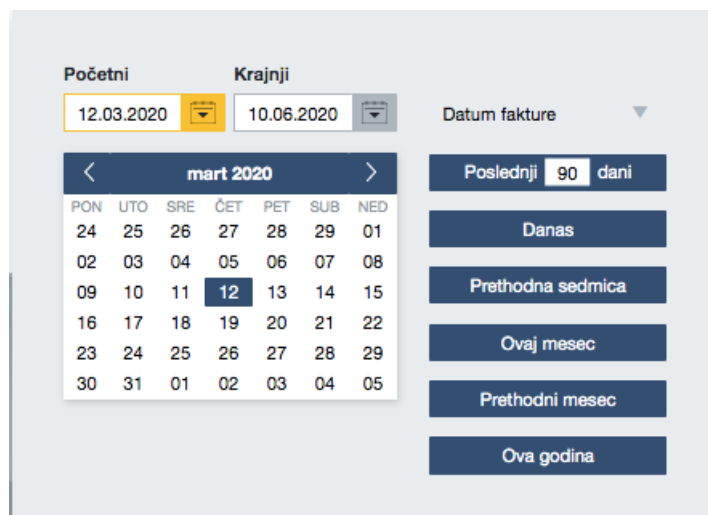 Početni Krajnji
12.03.2020 10.06.2020 Datum fakture
mart 2020
PON UTO SRE ČET PET SUB NED
24 25 26 27 28 29 01
02 03 04 05 06 07 08
09 10 11 12 13 14 15
16 17 18 19 20 21 22
23 24 25 26 27 28 29
30 31 01 02 03 04 05
Poslednji 90 dani
Danas
Prethodna sedmica
Ovaj mesec
Prethodni mesec
Ova godina